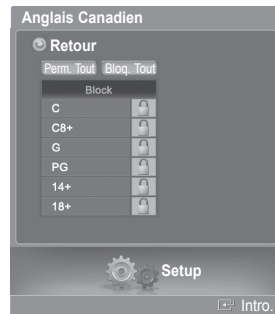 Anglais Canadien
Retour
Perm. Tout Bloq. Tout
Block
C
C8+
G
PG
14+
18+
Setup
Intro.